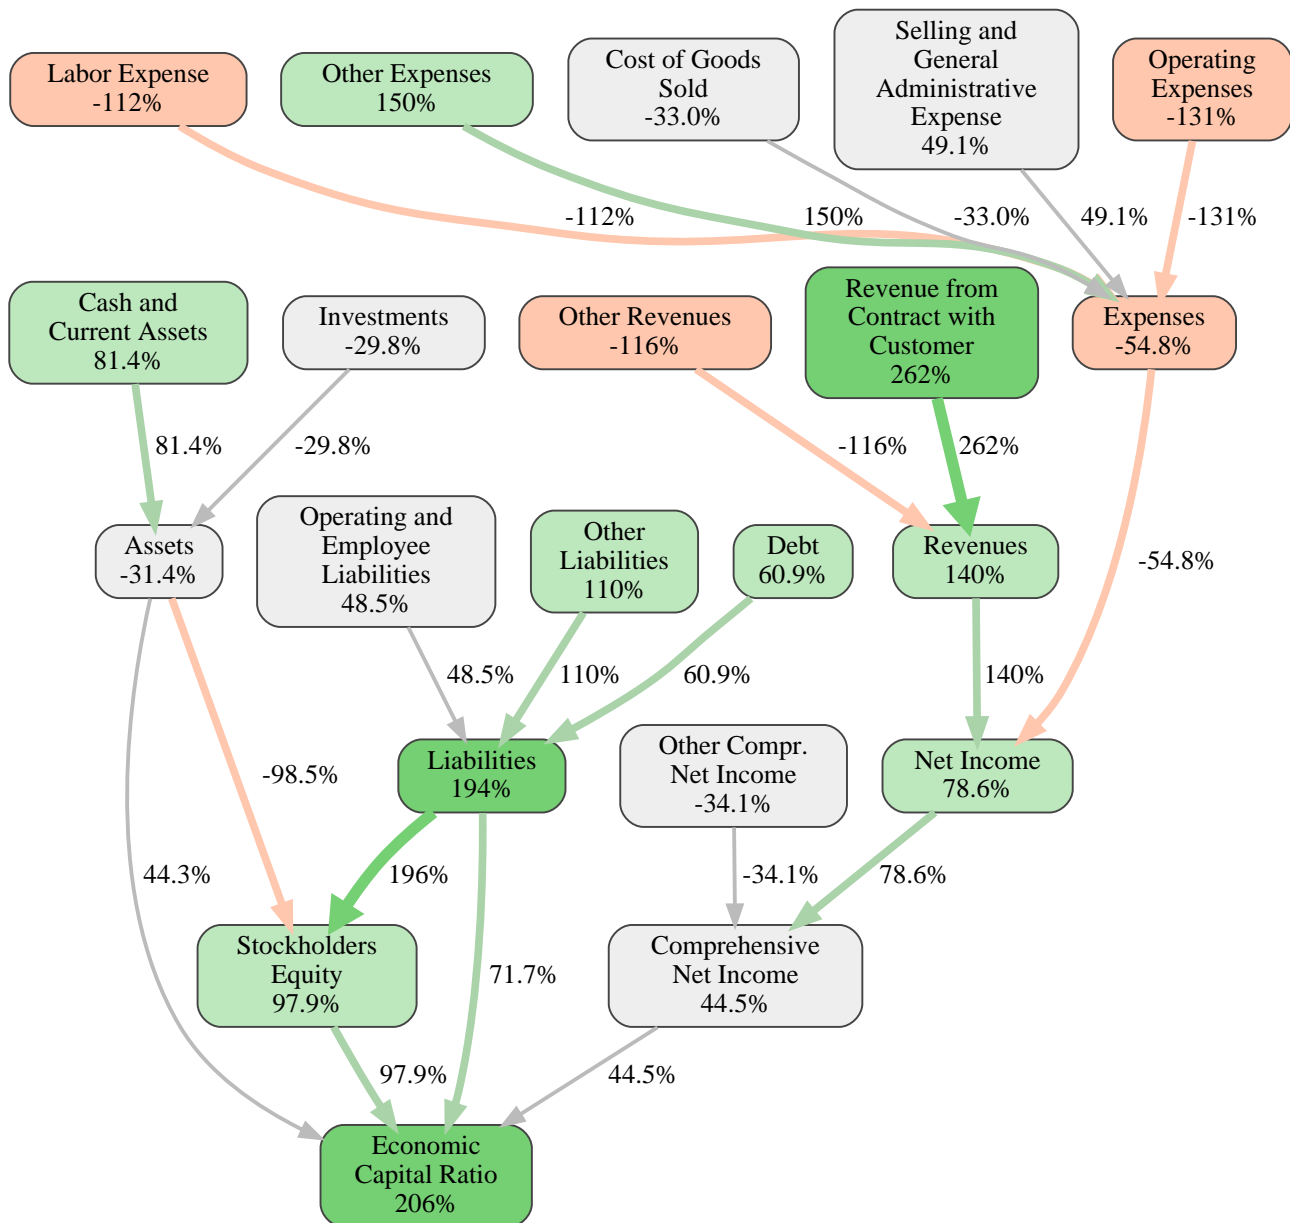 Labor Expense
-112%
Other Expenses
150%
Cost of Goods
Sold
-33.0%
Selling and
General
Administrative
Expense
49.1%
Operating
Expenses
-131%
-112%
150%
-33.0%
49.1%
-131%
Cash and
Current Assets
81.4%
Investments
-29.8%
Other Revenues
-116%
Revenue from
Contract with
Customer
262%
Expenses
-54.8%
81.4%
-29.8%
-116%
262%
-54.8%
Assets
-31.4%
Operating and
Employee
Liabilities
48.5%
Other
Liabilities
110%
Debt
60.9%
Revenues
140%
48.5%
110%
60.9%
140%
-98.5%
Liabilities
194%
Other Compr.
Net Income
-34.1%
Net Income
78.6%
44.3%
196%
-34.1%
78.6%
Stockholders
Equity
97.9%
71.7%
Comprehensive
Net Income
44.5%
97.9%
44.5%
Economic
Capital Ratio
206%